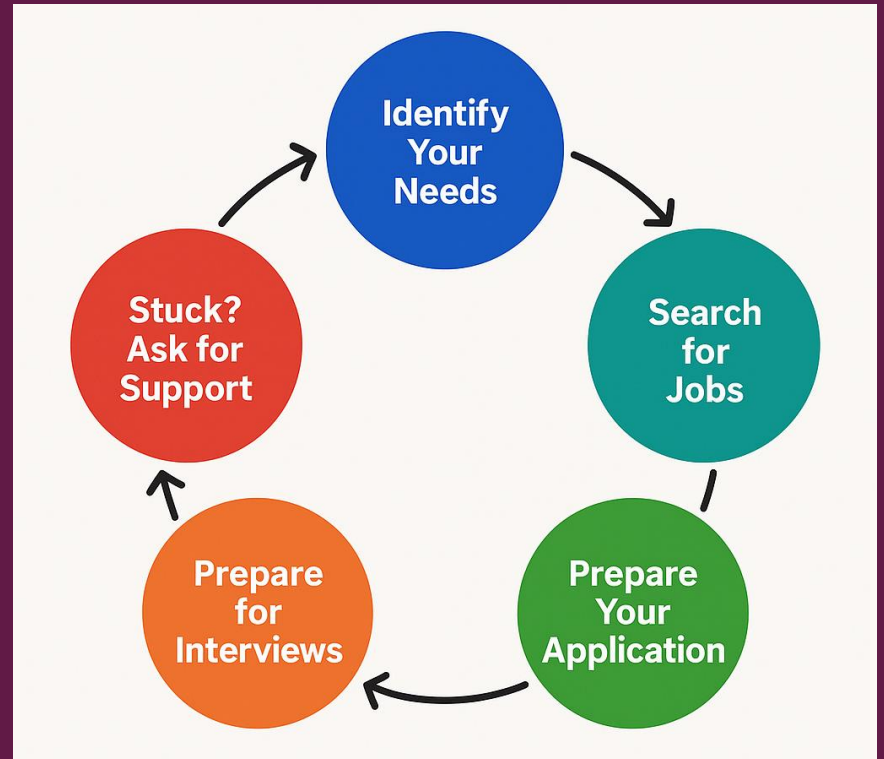 Identify
Your
Needs
Search
for
Jobs
Prepare
Your
Application
Prepare
for
Interviews
Stuck?
Ask for
Support